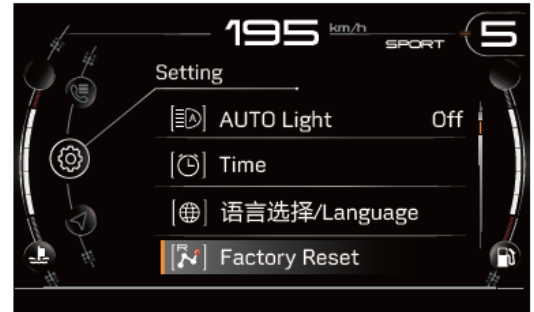 195 km/h SPORT 5
Setting
AUTO Light Off
Time
语言选择/Language
Factory Reset